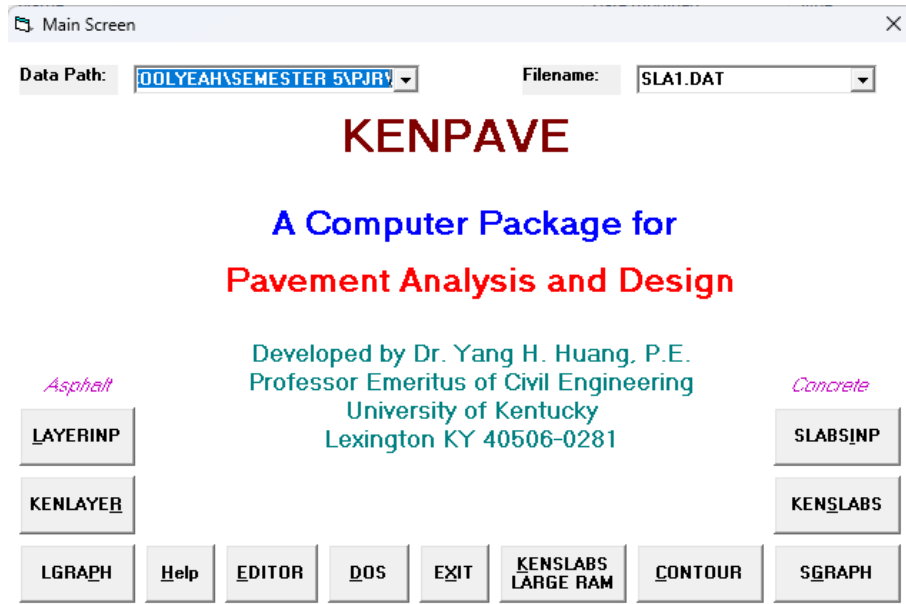 Main Screen
Data Path:
OOLYEAH\SEMESTER 5\PJR\
Filename:
SLA1.DAT
KENPAVE
A Computer Package for
Pavement Analysis and Design
Developed by Dr. Yang H. Huang, P.E.
Professor Emeritus of Civil Engineering
University of Kentucky
Lexington KY 40506-0281
Asphalt
Concrete
LAYERINP
SLABSINP
KENLAYER
KENSLABS
LGRAPH
Help
EDITOR
DOS
EXIT
KENSLABS
LARGE RAM
CONTOUR
SGRAPH